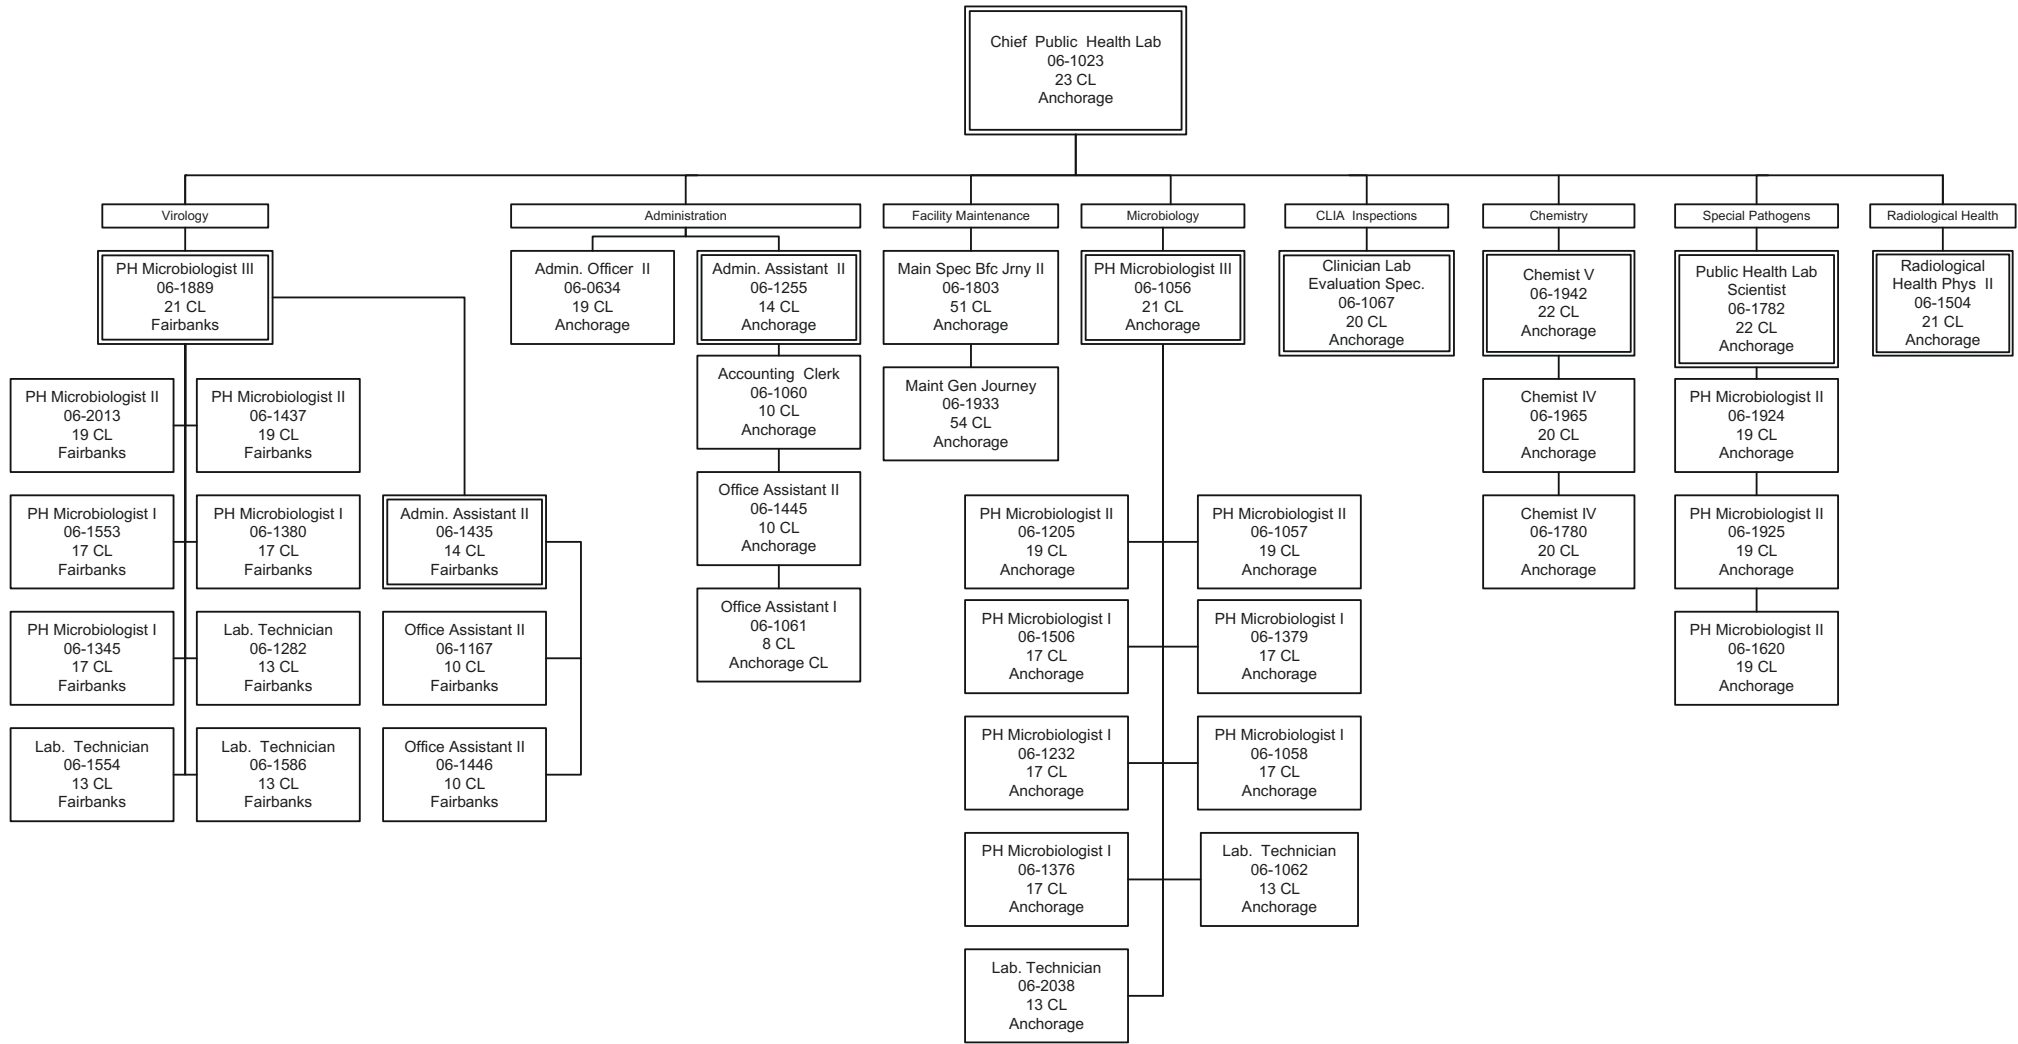 Chief Public Health Lab
06-1023
23 CL
Anchorage
Virology
PH Microbiologist III
06-1889
21 CL
Fairbanks
PH Microbiologist II
06-2013
19 CL
Fairbanks
PH Microbiologist II
06-1437
19 CL
Fairbanks
PH Microbiologist I
06-1553
17 CL
Fairbanks
PH Microbiologist I
06-1380
17 CL
Fairbanks
PH Microbiologist I
06-1345
17 CL
Fairbanks
Lab. Technician
06-1282
13 CL
Fairbanks
Lab. Technician
06-1554
13 CL
Fairbanks
Lab. Technician
06-1586
13 CL
Fairbanks
Admin. Assistant II
06-1435
14 CL
Fairbanks
Office Assistant II
06-1167
10 CL
Fairbanks
Office Assistant II
06-1446
10 CL
Fairbanks
Administration
Admin. Officer II
06-0634
19 CL
Anchorage
Admin. Assistant II
06-1255
14 CL
Anchorage
Accounting Clerk
06-1060
10 CL
Anchorage
Office Assistant II
06-1445
10 CL
Anchorage
Office Assistant I
06-1061
8 CL
Anchorage CL
Facility Maintenance
Main Spec Bfc Jrny II
06-1803
51 CL
Anchorage
Maint Gen Journey
06-1933
54 CL
Anchorage
Microbiology
PH Microbiologist III
06-1056
21 CL
Anchorage
PH Microbiologist II
06-1205
19 CL
Anchorage
PH Microbiologist II
06-1057
19 CL
Anchorage
PH Microbiologist I
06-1506
17 CL
Anchorage
PH Microbiologist I
06-1379
17 CL
Anchorage
PH Microbiologist I
06-1232
17 CL
Anchorage
PH Microbiologist I
06-1058
17 CL
Anchorage
PH Microbiologist I
06-1376
17 CL
Anchorage
Lab. Technician
06-1062
13 CL
Anchorage
Lab. Technician
06-2038
13 CL
Anchorage
CLIA Inspections
Clinician Lab
Evaluation Spec.
06-1067
20 CL
Anchorage
Chemistry
Chemist V
06-1942
22 CL
Anchorage
Chemist IV
06-1965
20 CL
Anchorage
Chemist IV
06-1780
20 CL
Anchorage
Special Pathogens
Public Health Lab
Scientist
06-1782
22 CL
Anchorage
PH Microbiologist II
06-1924
19 CL
Anchorage
PH Microbiologist II
06-1925
19 CL
Anchorage
PH Microbiologist II
06-1620
19 CL
Anchorage
Radiological Health
Radiological
Health Phys II
06-1504
21 CL
Anchorage